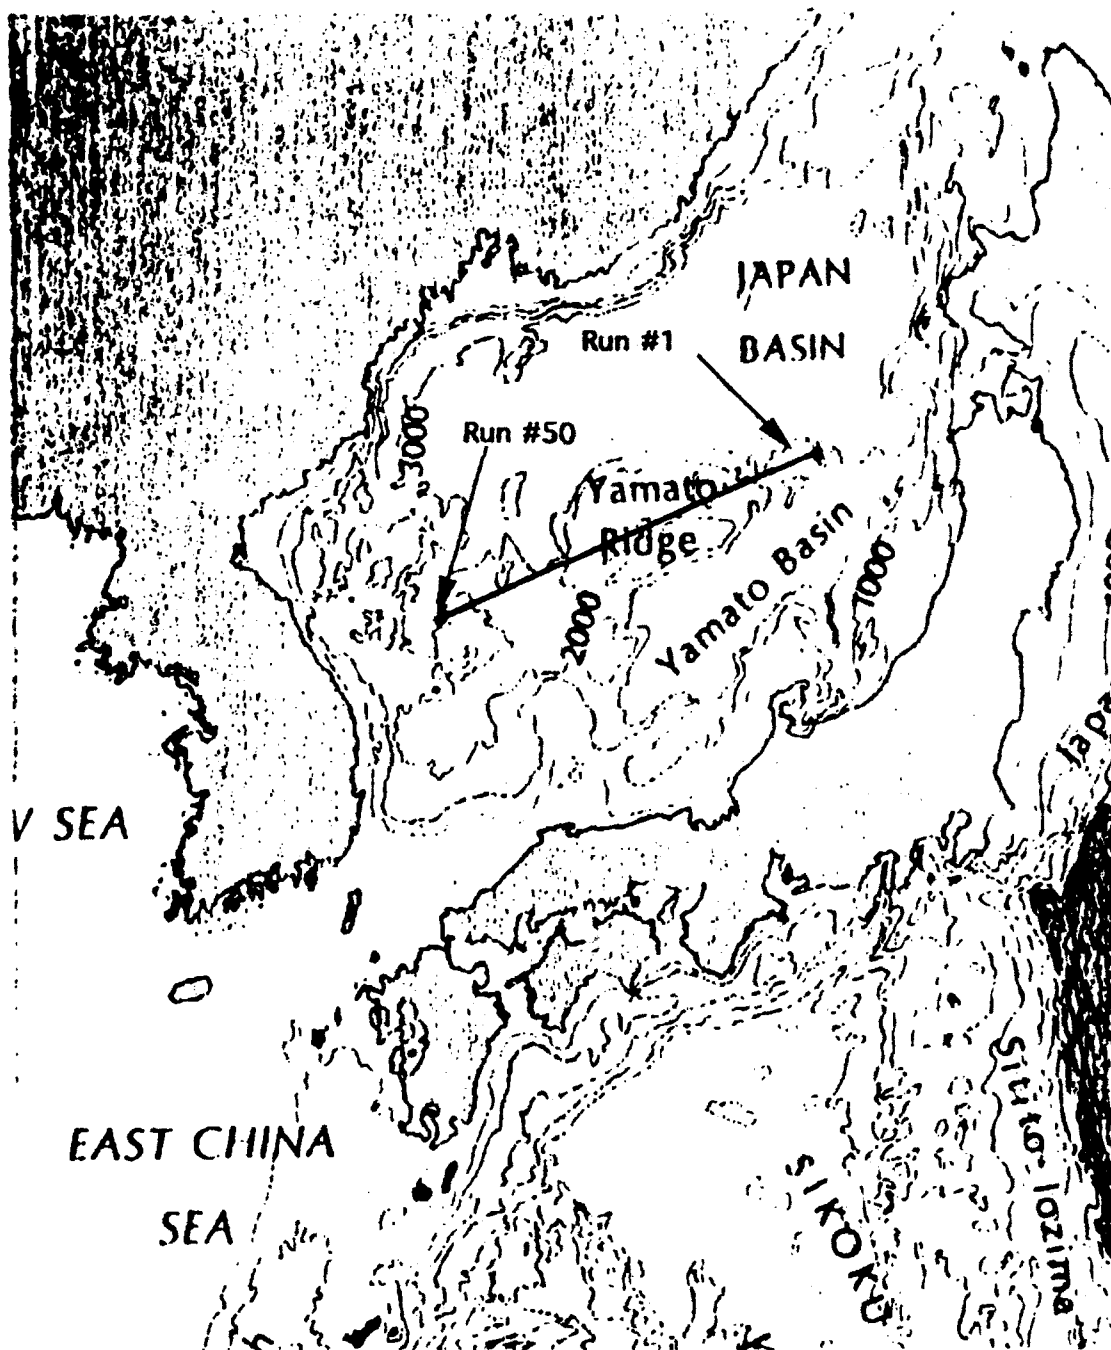 JAPAN
BASIN
Run #1
Run #50
3000
Yamato
Ridge
Yamato Basin
1000
2000
Japa
V SEA
EAST CHINA
SEA
Sitito-Iozima
SIKOKU